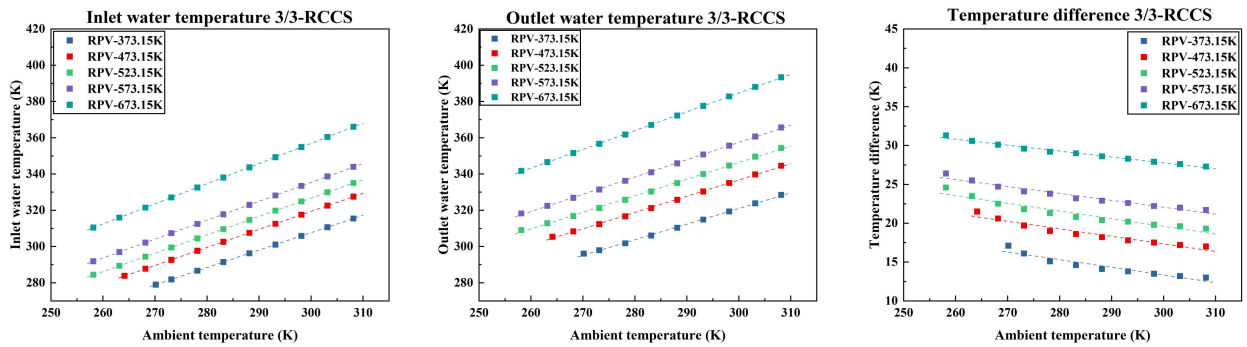 Inlet water temperature 3/3-RCCS
420
400
380
360
340
320
300
280
250
260
270
280
290
300
310
Inlet water temperature (K)
Ambient temperature (K)
RPV-373.15K
RPV-473.15K
RPV-523.15K
RPV-573.15K
RPV-673.15K
Outlet water temperature 3/3-RCCS
420
400
380
360
340
320
300
280
250
260
270
280
290
300
310
Outlet water temperature (K)
Ambient temperature (K)
RPV-373.15K
RPV-473.15K
RPV-523.15K
RPV-573.15K
RPV-673.15K
Temperature difference 3/3-RCCS
45
40
35
30
25
20
15
10
250
260
270
280
290
300
310
Temperature difference (K)
Ambient temperature (K)
RPV-373.15K
RPV-473.15K
RPV-523.15K
RPV-573.15K
RPV-673.15K